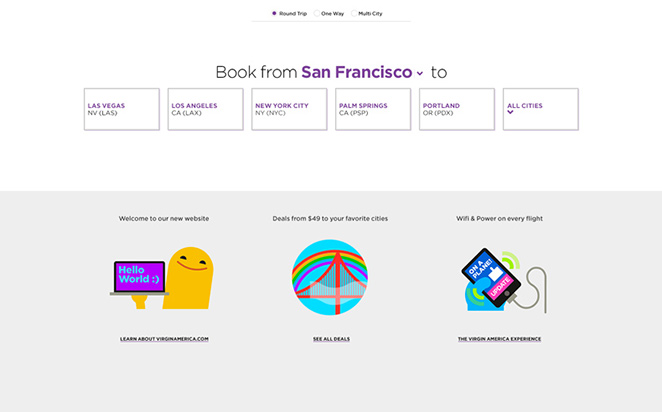 Round Trip One Way Multi City
Book from San Francisco to
LAS VEGAS
NV (LAS)
LOS ANGELES
CA (LAX)
NEW YORK CITY
NY (NYC)
PALM SPRINGS
CA (PSP)
PORTLAND
OR (PDX)
ALL CITIES
Welcome to our new website
Hello
World :)
LEARN ABOUT VIRGINAMERICA.COM
Deals from $49 to your favorite cities
SEE ALL DEALS
Wifi & Power on every flight
ON A
PLANE!
UPDATE
THE VIRGIN AMERICA EXPERIENCE